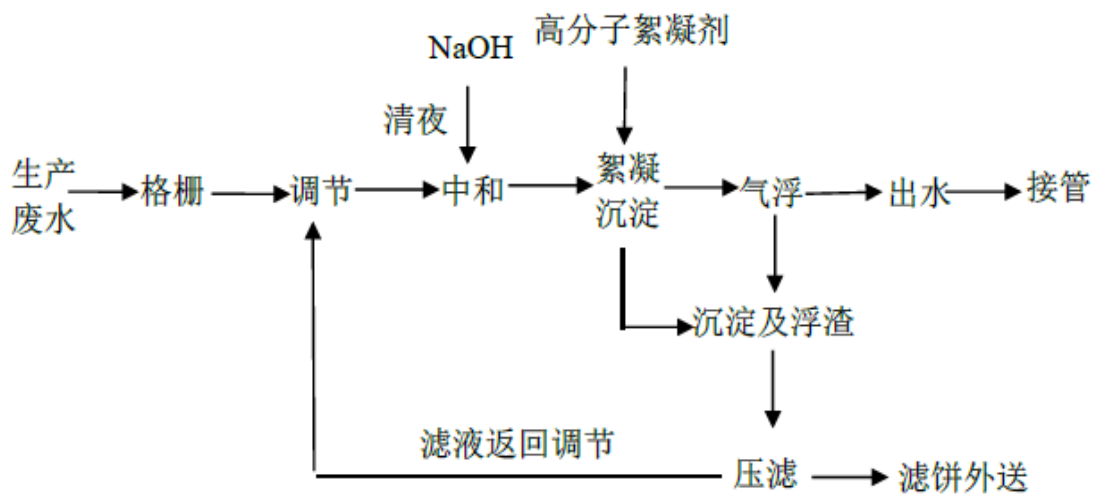 高分子絮凝剂
NaOH
清夜
生产
废水
格栅
调节
中和
絮凝
沉淀
气浮
出水
接管
沉淀及浮渣
滤液返回调节
压滤
滤饼外送